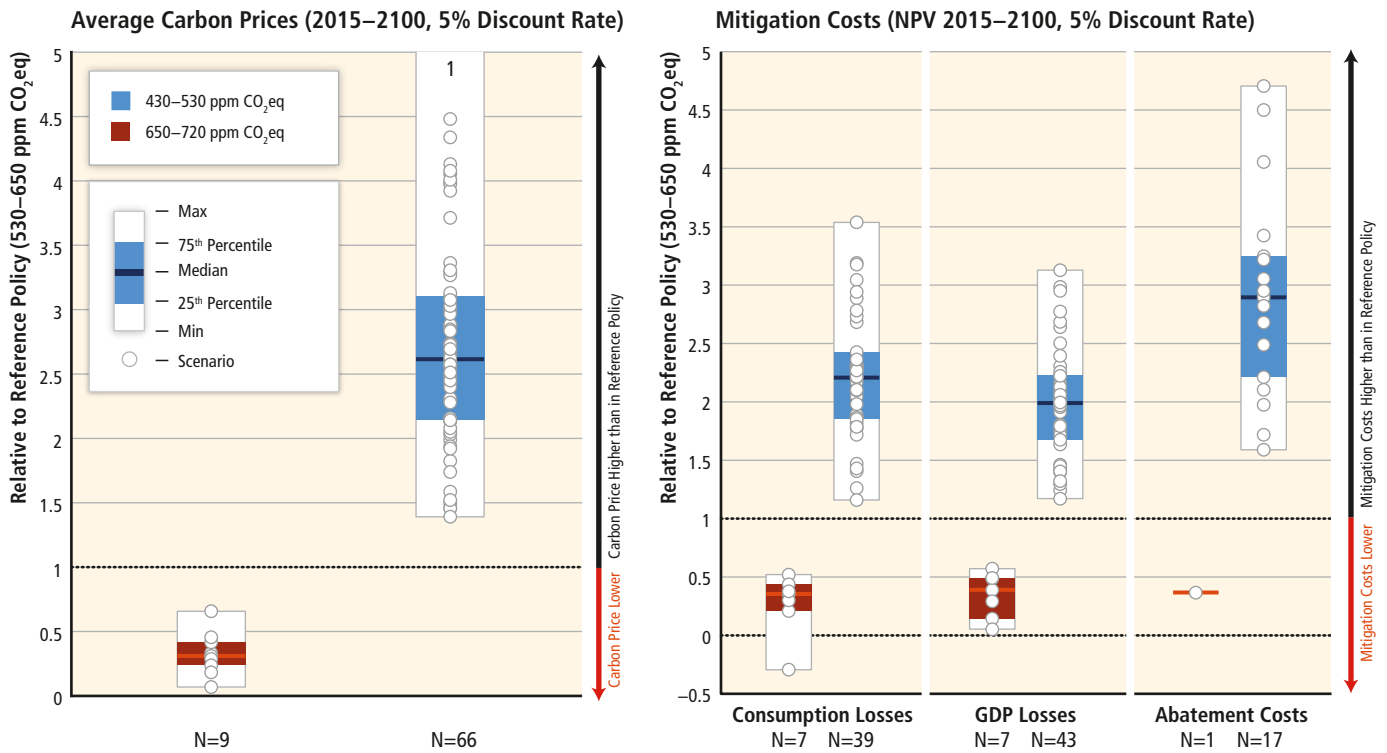 Average Carbon Prices (2015–2100, 5% Discount Rate)
Relative to Reference Policy (530–650 ppm CO2eq)
5
4.5
4
3.5
3
2.5
2
1.5
1
0.5
0
430–530 ppm CO2eq
650–720 ppm CO2eq
Max
75th Percentile
Median
25th Percentile
Min
Scenario
1
N=9
N=66
Carbon Price Higher than in Reference Policy
Carbon Price Lower
Mitigation Costs (NPV 2015–2100, 5% Discount Rate)
Relative to Reference Policy (530–650 ppm CO2eq)
5
4.5
4
3.5
3
2.5
2
1.5
1
0.5
0
–0.5
Consumption Losses
N=7 N=39
GDP Losses
N=7 N=43
Abatement Costs
N=1 N=17
Mitigation Costs Higher than in Reference Policy
Mitigation Costs Lower